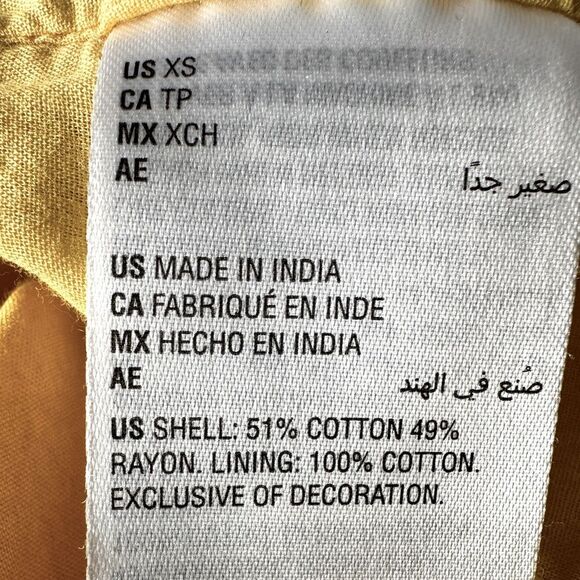 US XS
CA TP
MX XCH
AE صغير جدًا
US MADE IN INDIA
CA FABRIQUÉ EN INDE
MX HECHO EN INDIA
AE صُنع في الهند
US SHELL: 51% COTTON 49%
RAYON. LINING: 100% COTTON.
EXCLUSIVE OF DECORATION.